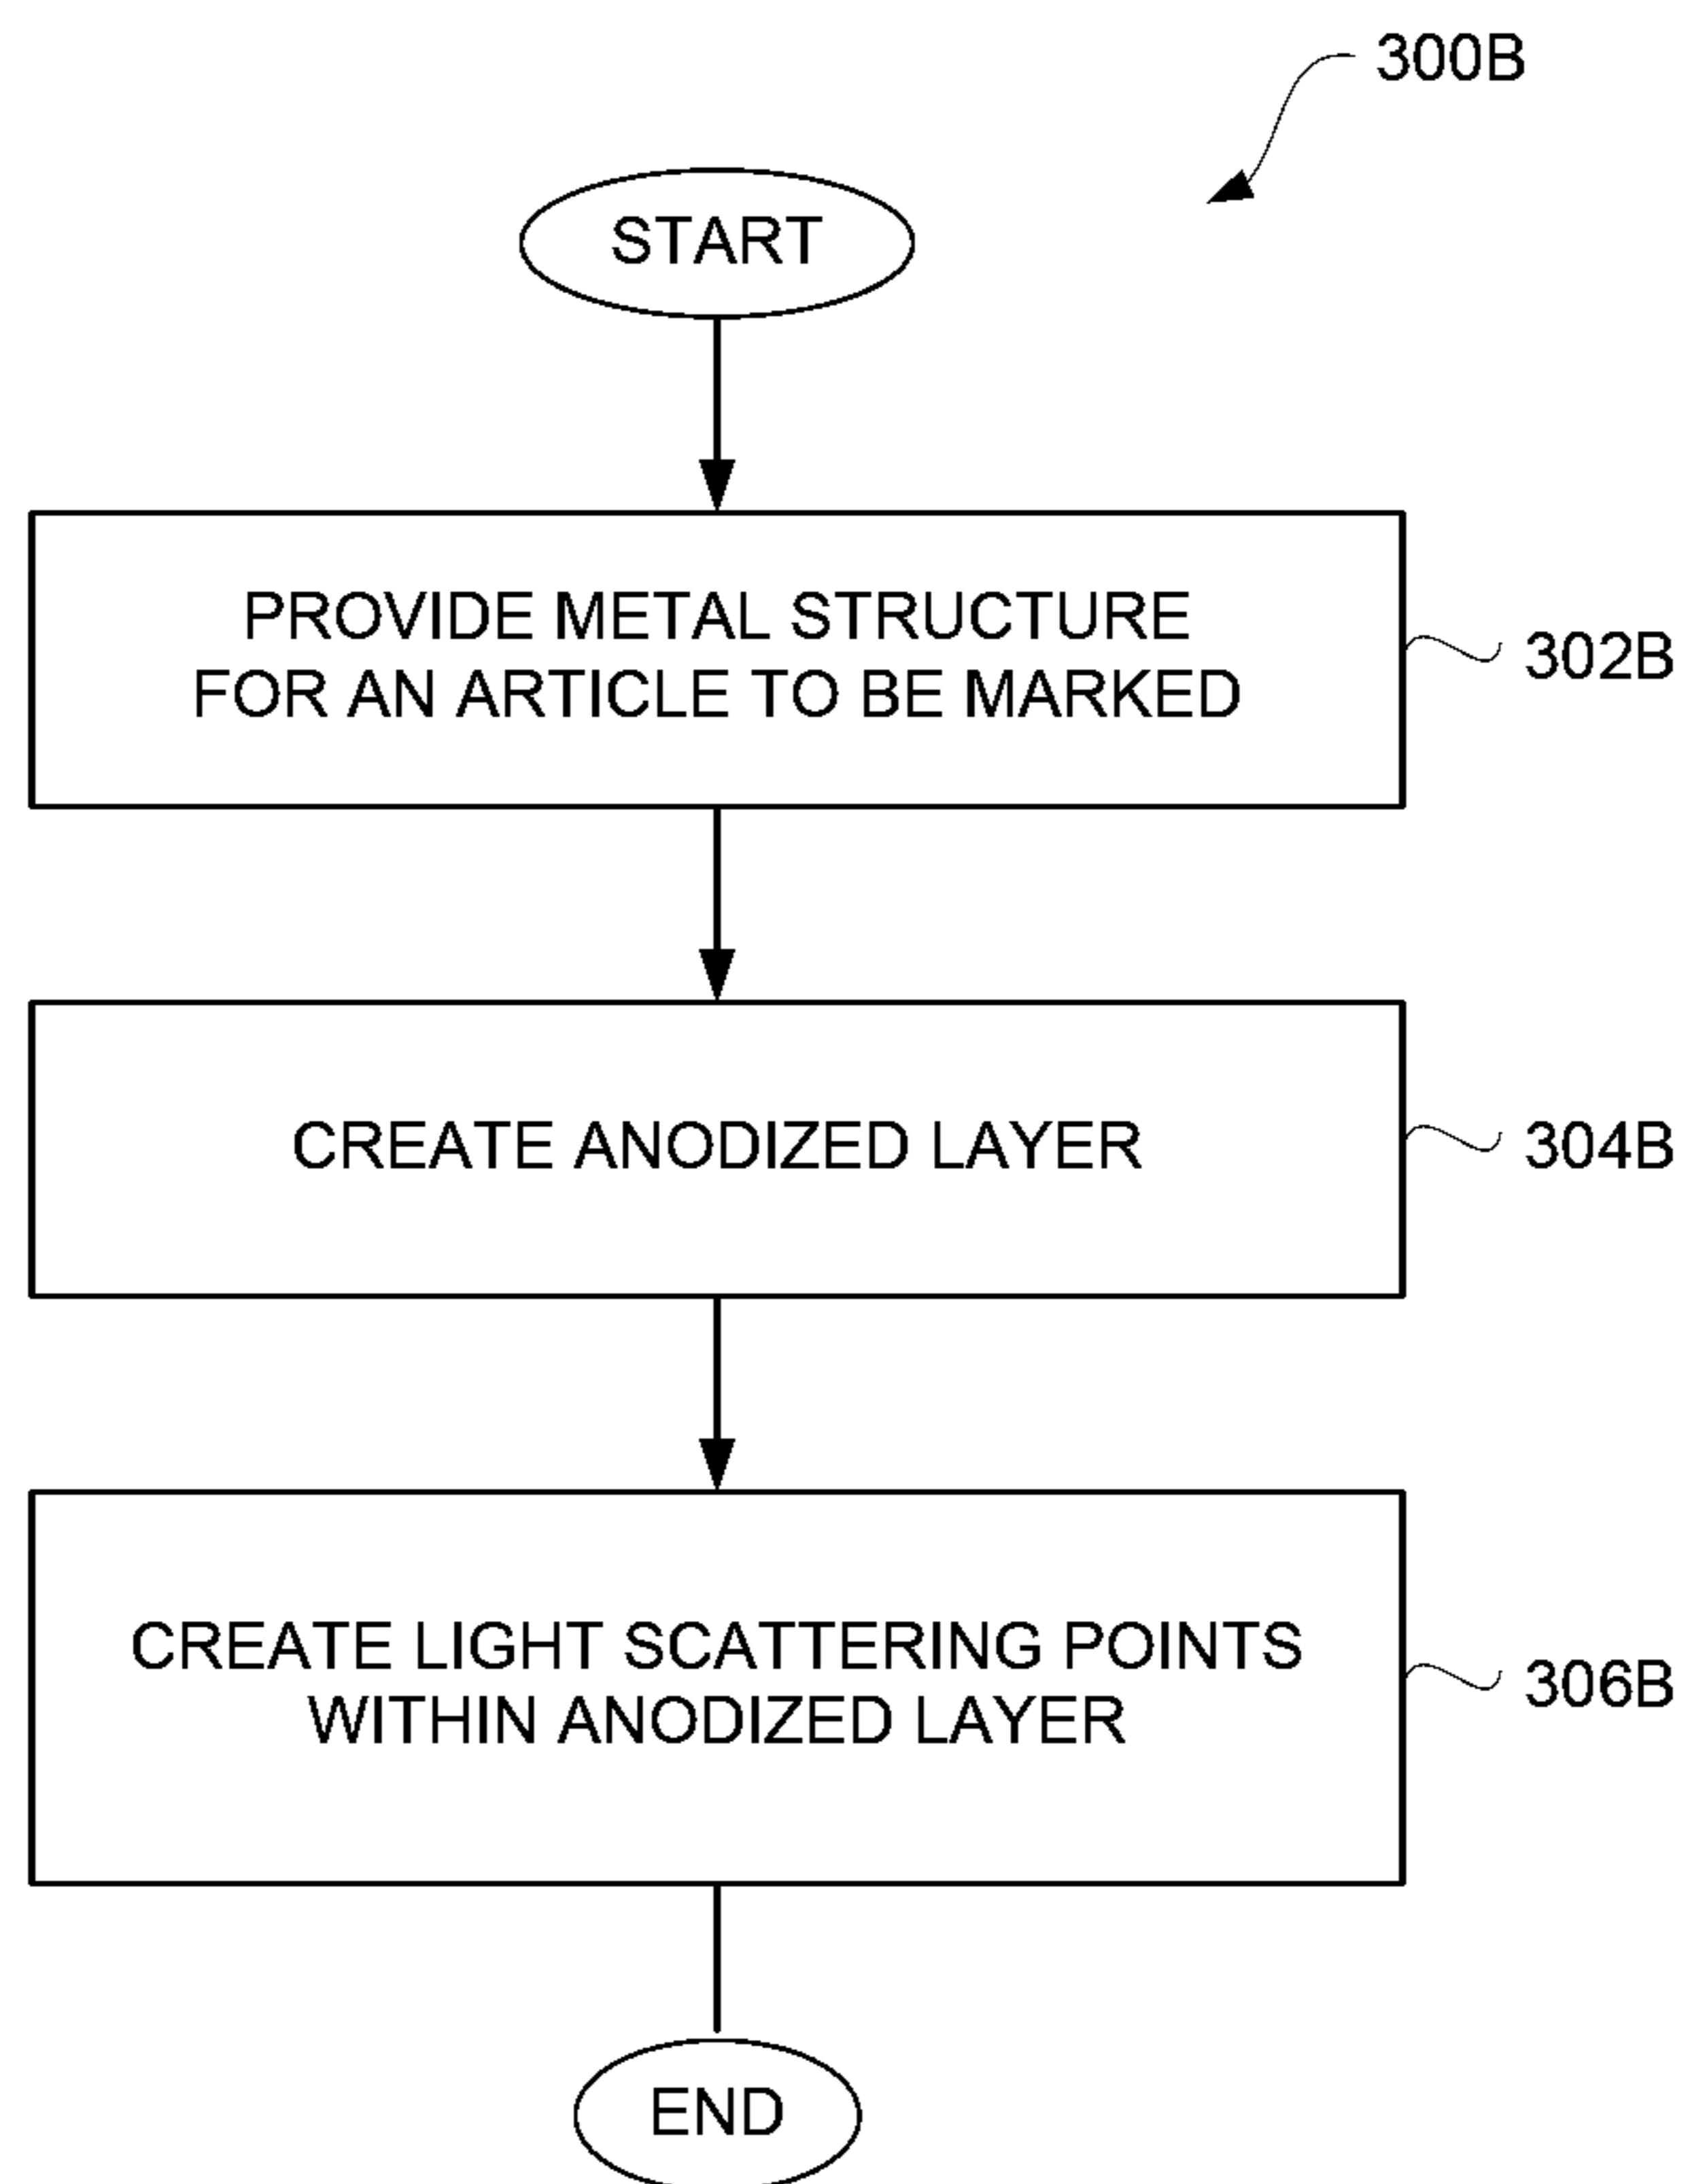 300B
START
PROVIDE METAL STRUCTURE
FOR AN ARTICLE TO BE MARKED
302B
CREATE ANODIZED LAYER
304B
CREATE LIGHT SCATTERING POINTS
WITHIN ANODIZED LAYER
306B
END